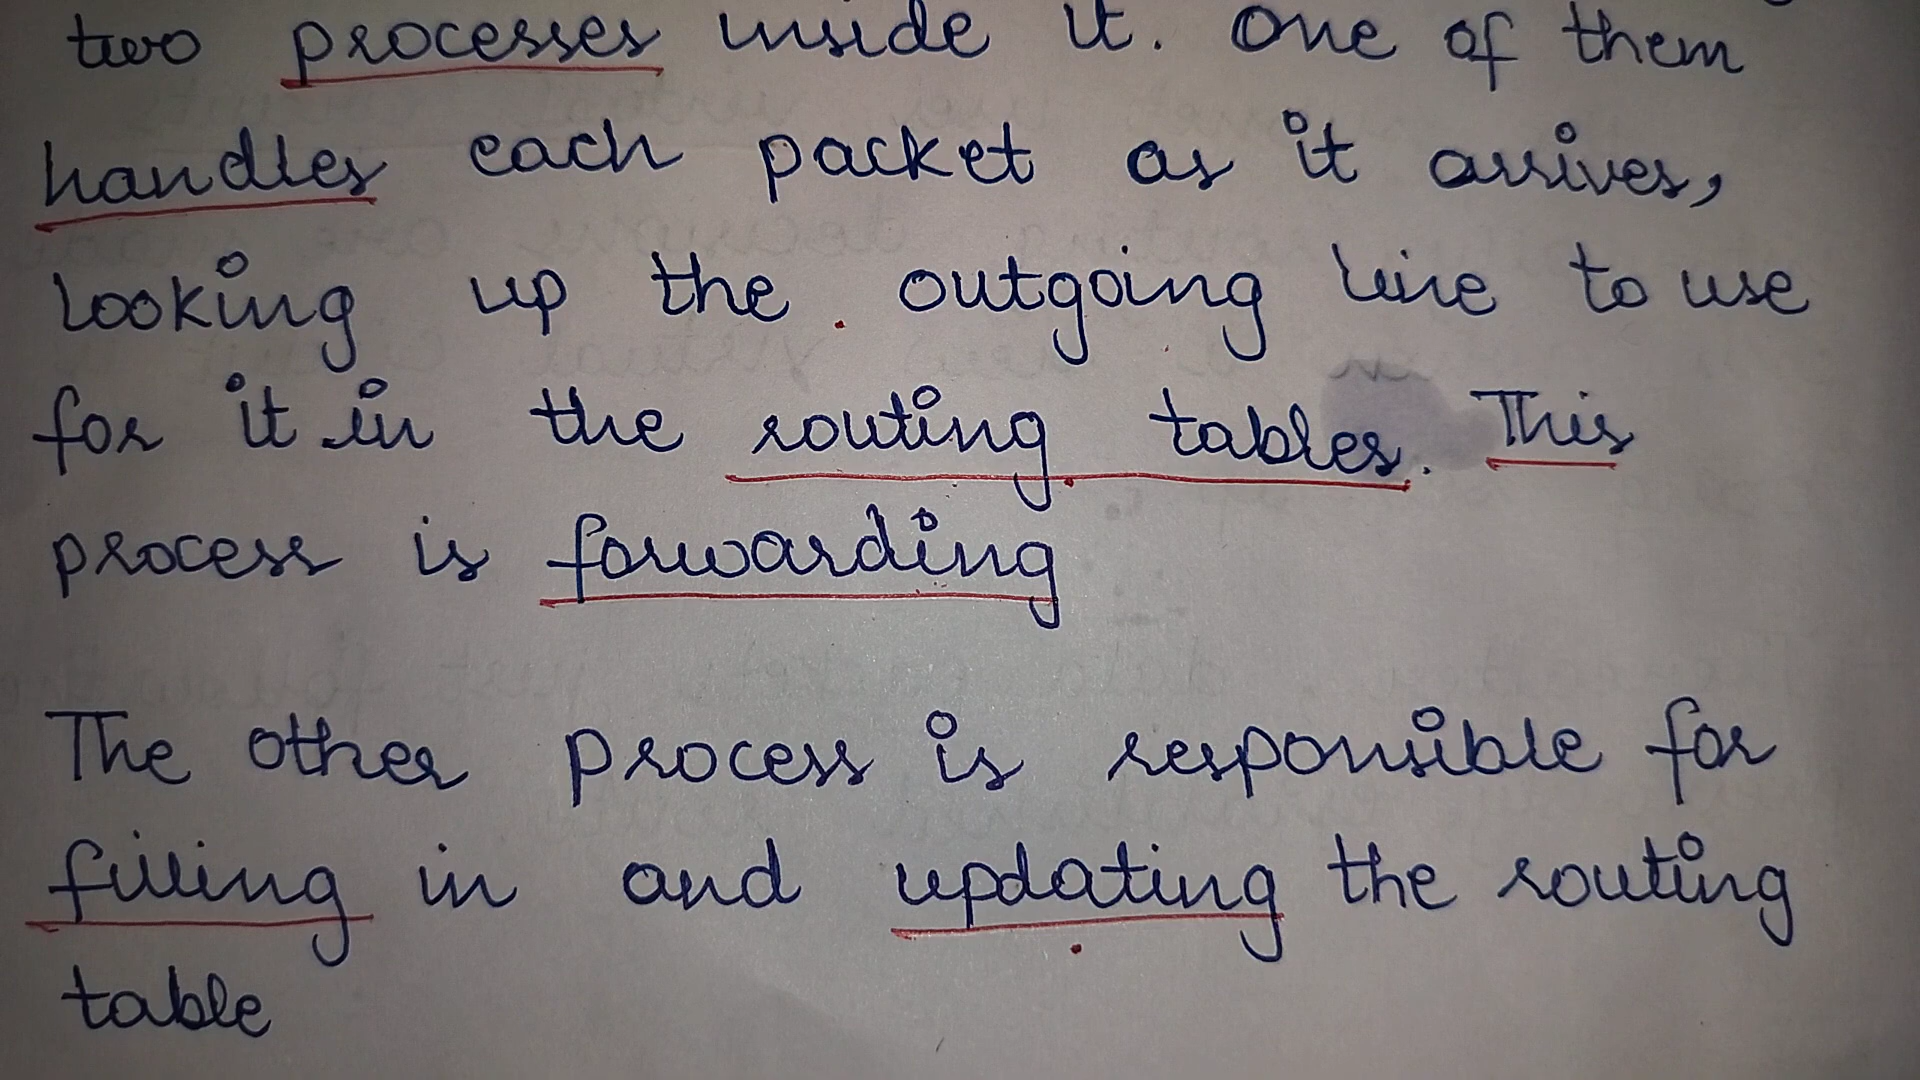 two processes inside it. One of them
handles each packet as it arrives,
looking up the outgoing line to use
for it in the routing tables. This
process is forwarding
The other process is responsible for
filling in and updating the routing
table